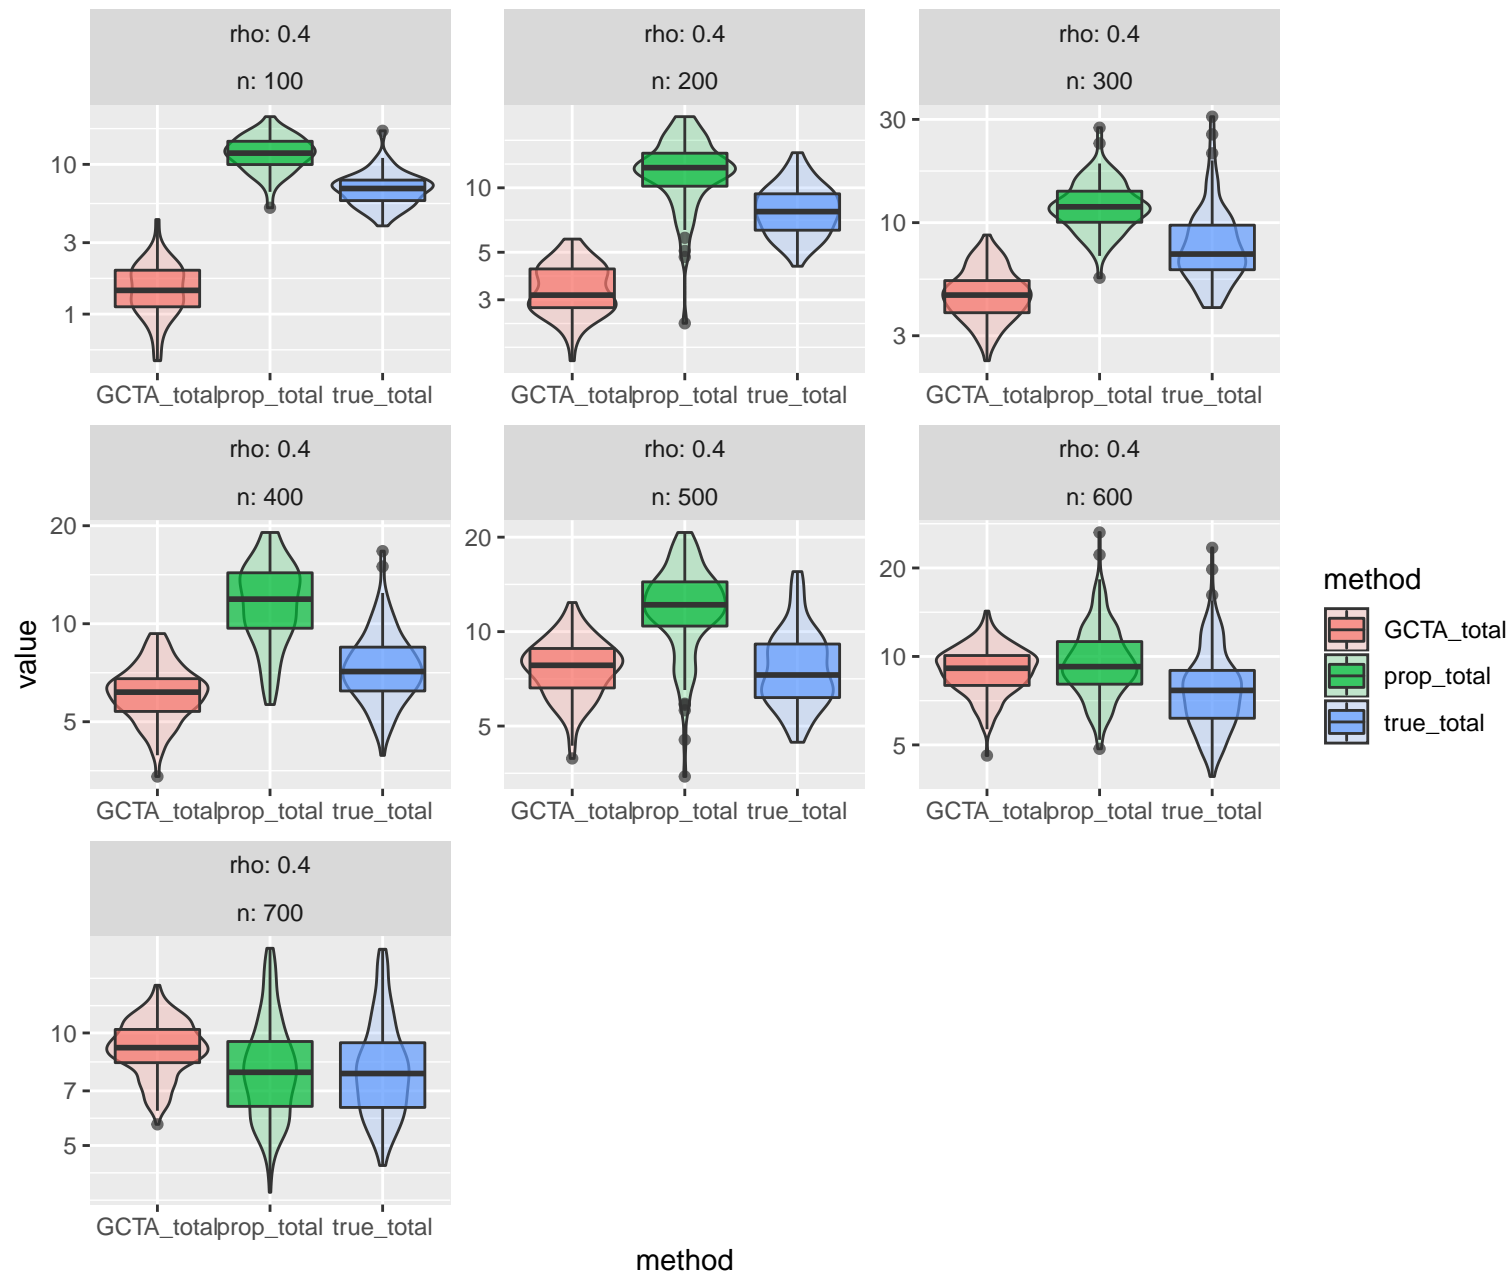 rho: 0.4
n: 100
rho: 0.4
n: 200
rho: 0.4
n: 300
10
3
1
10
5
3
30
10
3
GCTA_total prop_total true_total
GCTA_total prop_total true_total
GCTA_total prop_total true_total
rho: 0.4
n: 400
rho: 0.4
n: 500
rho: 0.4
n: 600
20
10
5
20
10
5
20
10
5
GCTA_total prop_total true_total
GCTA_total prop_total true_total
GCTA_total prop_total true_total
rho: 0.4
n: 700
10
7
5
GCTA_total prop_total true_total
value
method
method
GCTA_total
prop_total
true_total